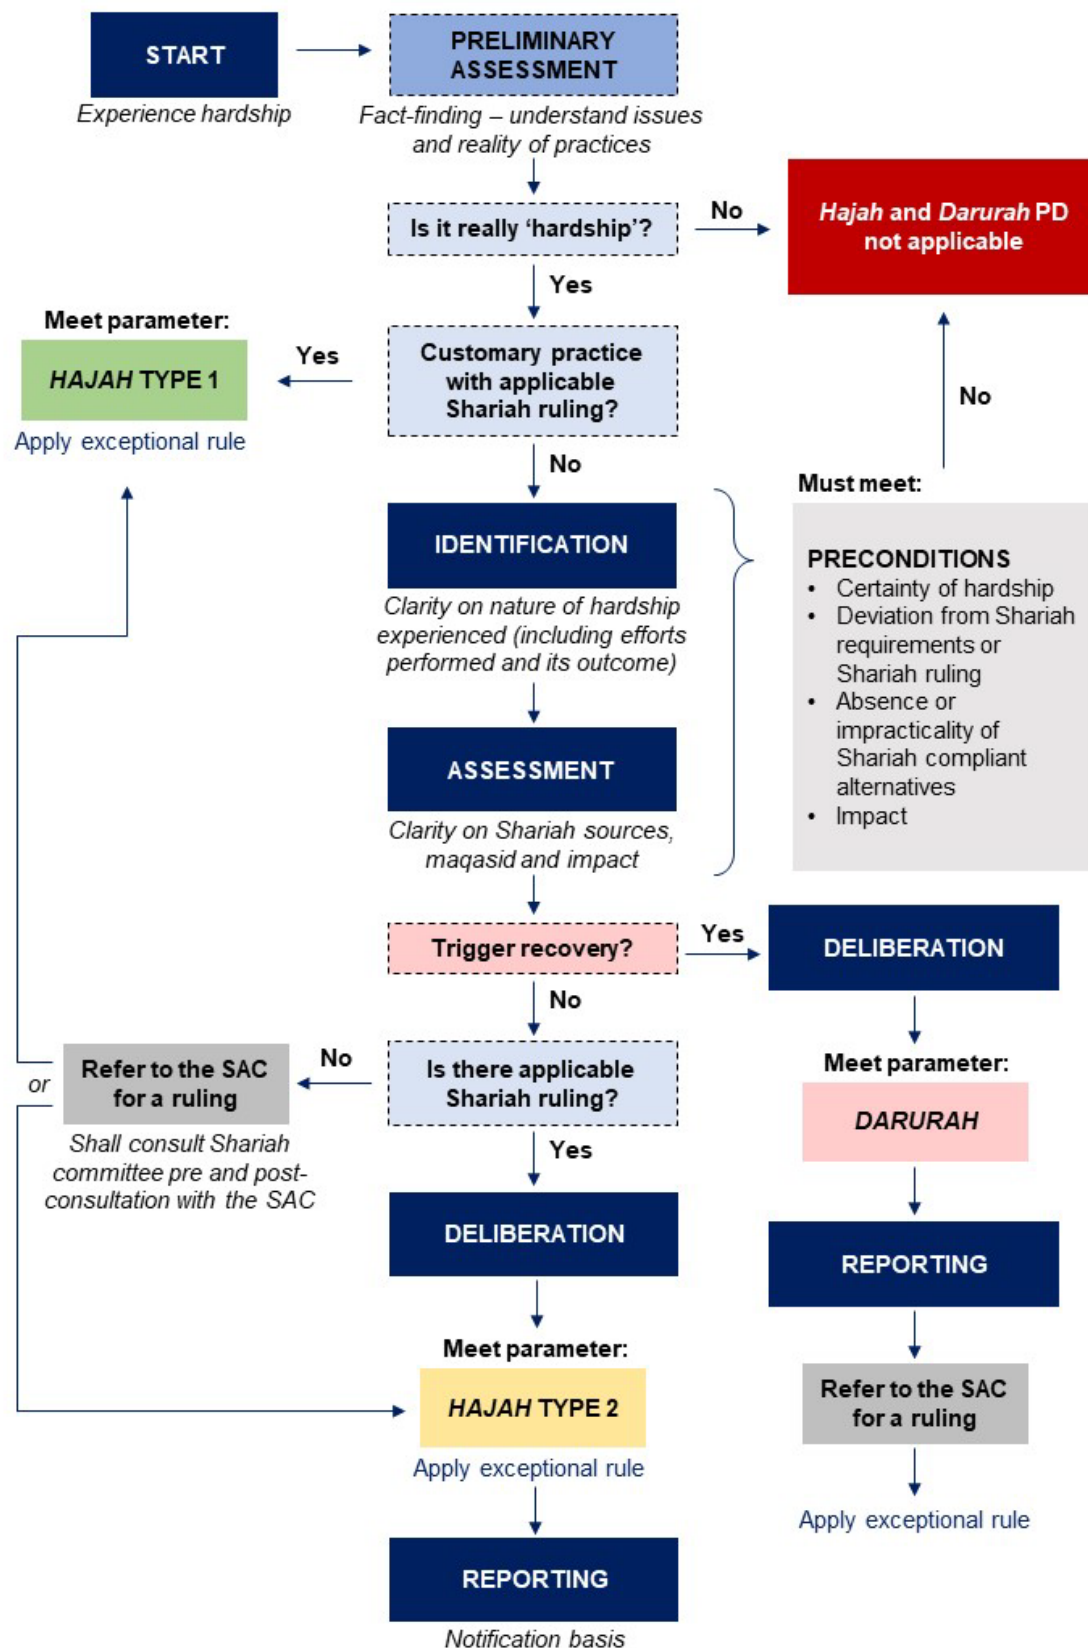 START
Experience hardship
PRELIMINARY
ASSESSMENT
Fact-finding – understand issues
and reality of practices
Is it really ‘hardship’?
No
Hajah and Darurah PD
not applicable
Yes
Meet parameter:
HAJAH TYPE 1
Apply exceptional rule
Yes
Customary practice
with applicable
Shariah ruling?
No
No
IDENTIFICATION
Clarity on nature of hardship
experienced (including efforts
performed and its outcome)
ASSESSMENT
Clarity on Shariah sources,
maqasid and impact
Must meet:
PRECONDITIONS
• Certainty of hardship
• Deviation from Shariah
requirements or
Shariah ruling
• Absence or
impracticality of
Shariah compliant
alternatives
• Impact
Trigger recovery?
Yes
DELIBERATION
No
Meet parameter:
DARURAH
REPORTING
Refer to the SAC
for a ruling
Apply exceptional rule
Is there applicable
Shariah ruling?
No
Refer to the SAC
for a ruling
or
Shall consult Shariah
committee pre and post-
consultation with the SAC
Yes
DELIBERATION
Meet parameter:
HAJAH TYPE 2
Apply exceptional rule
REPORTING
Notification basis